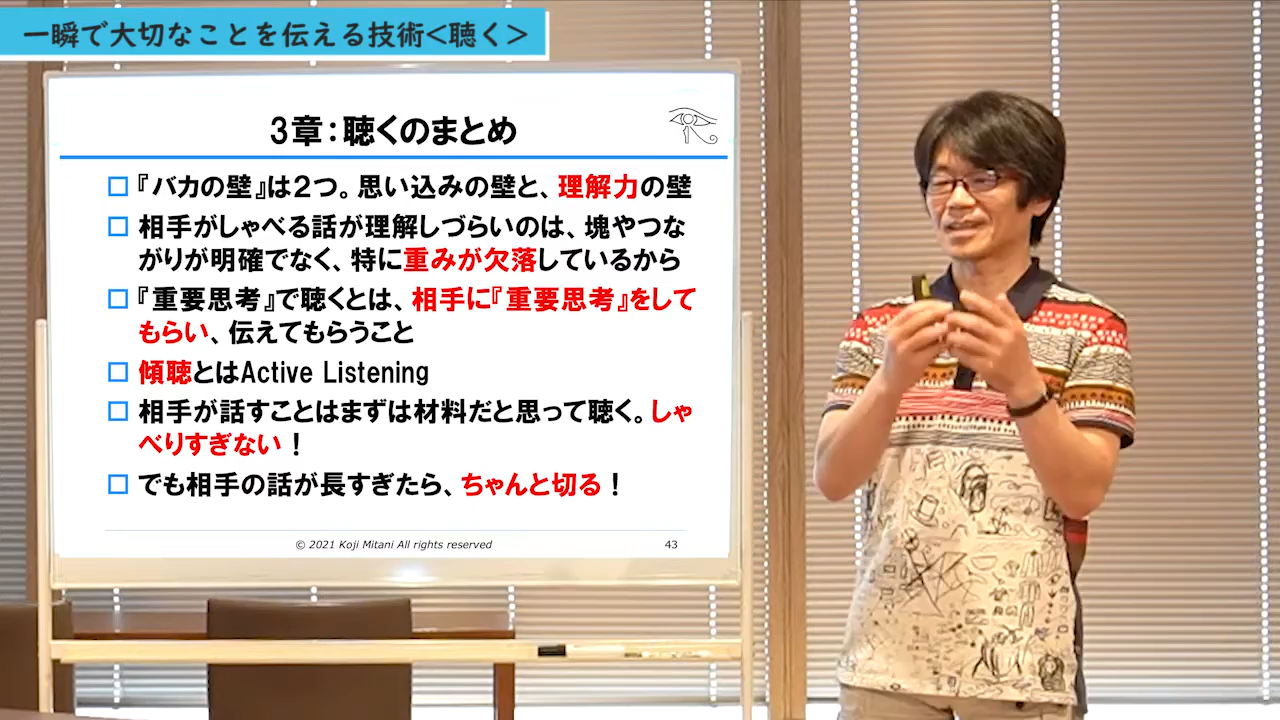 一瞬で大切なことを伝える技術<聴く>
3章:聴くのまとめ
『バカの壁』は2つ。思い込みの壁と、理解力の壁
相手がしゃべる話が理解しづらいのは、塊やつな
がりが明確でなく、特に重みが欠落しているから
『重要思考』で聴くとは、相手に『重要思考』をして
もらい、伝えてもらうこと
傾聴とはActive Listening
相手が話すことはまずは材料だと思って聴く。しゃ
べりすぎない!
でも相手の話が長すぎたら、ちゃんと切る!
© 2021 Koji Mitani All rights reserved
43